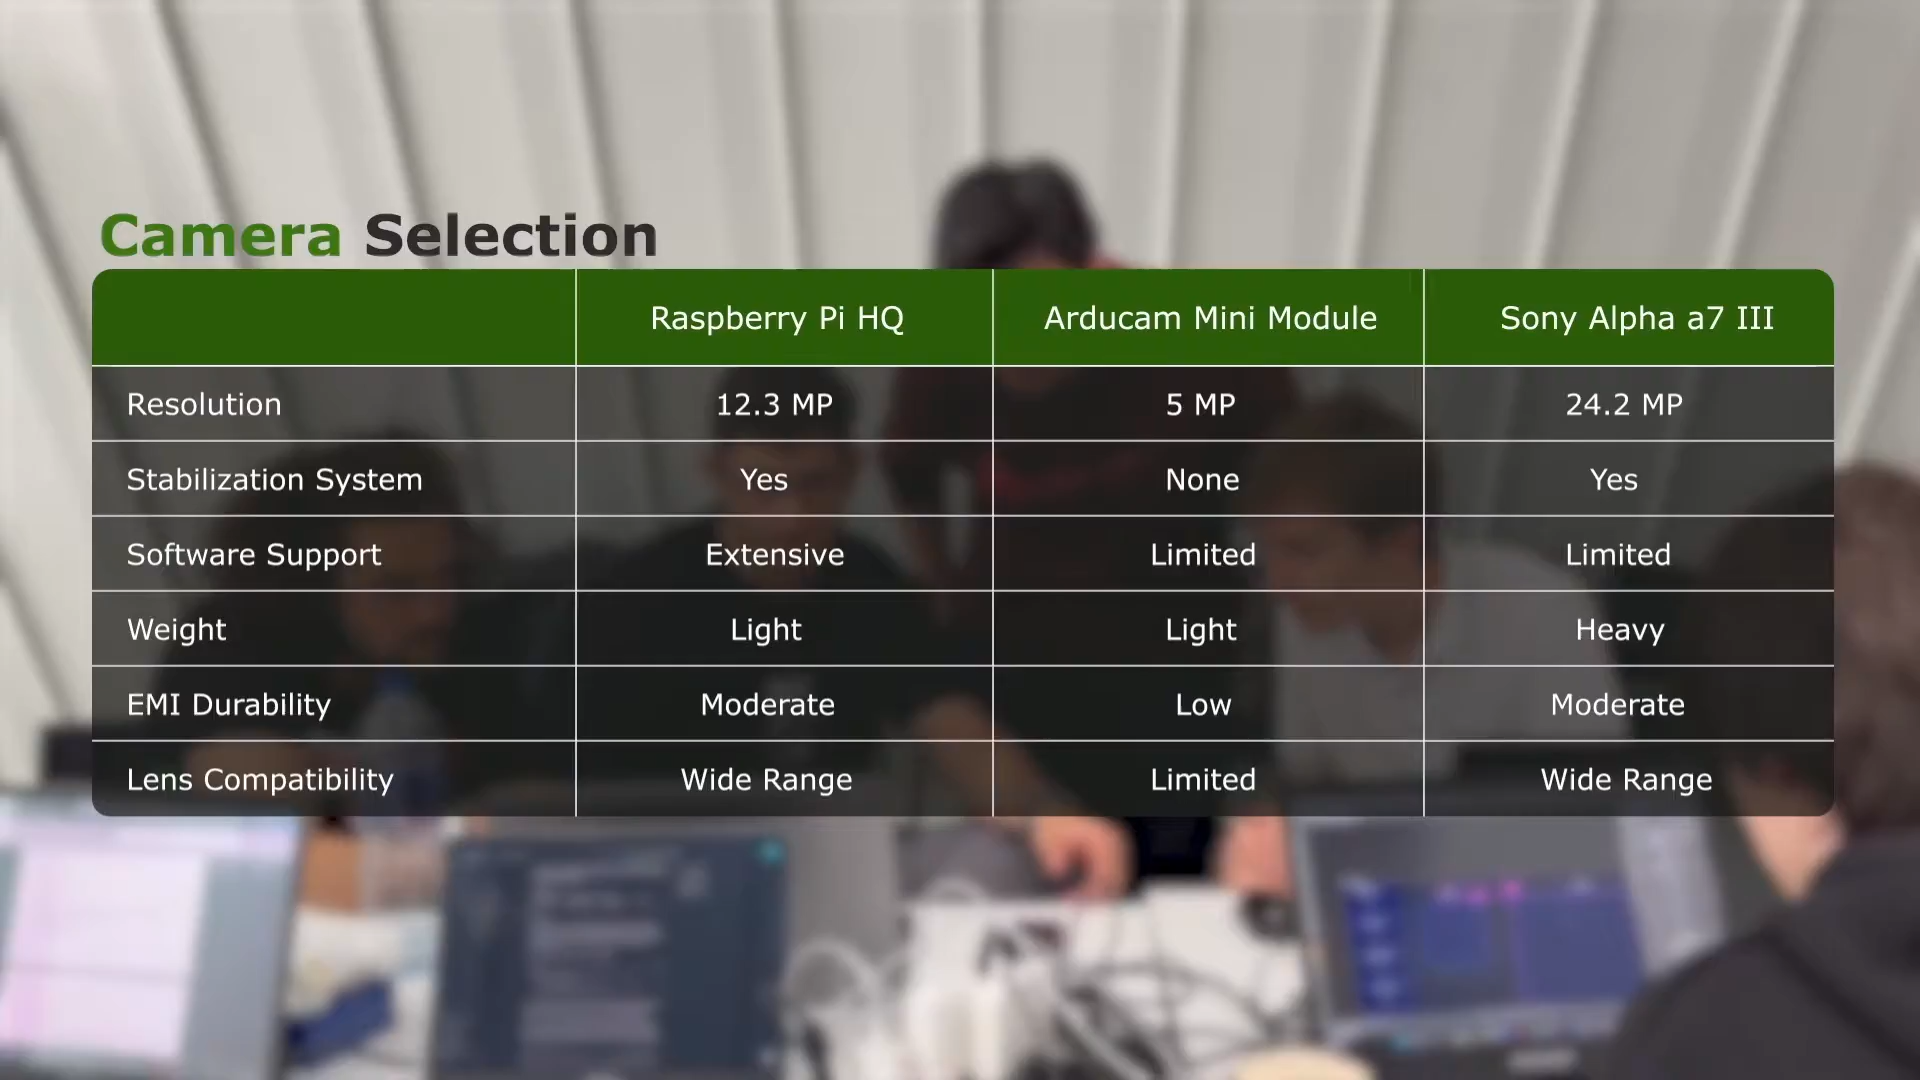 Camera Selection
Raspberry Pi HQ Arducam Mini Module Sony Alpha a7 III
Resolution 12.3 MP 5 MP 24.2 MP
Stabilization System Yes None Yes
Software Support Extensive Limited Limited
Weight Light Light Heavy
EMI Durability Moderate Low Moderate
Lens Compatibility Wide Range Limited Wide Range